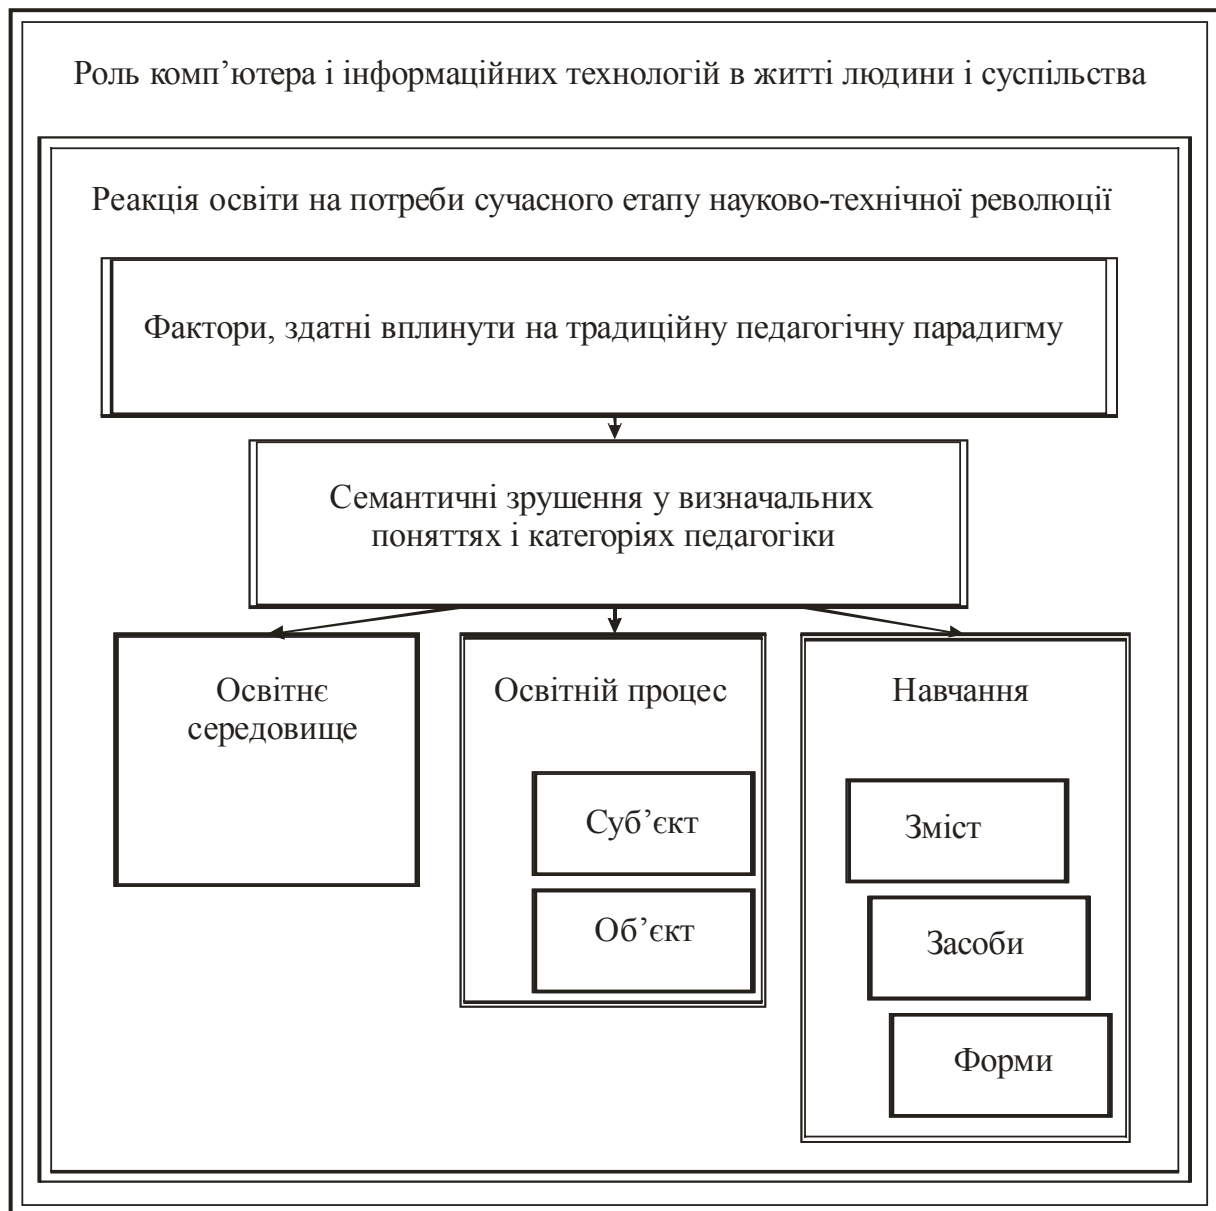 Роль комп’ютера і інформаційних технологій в житті людини і суспільства
Реакція освіти на потреби сучасного етапу науково-технічної революції
Фактори, здатні вплинути на традиційну педагогічну парадигму
Семантичні зрушення у визначальних
поняттях і категоріях педагогіки
Освітнє
середовище
Освітній процес
Суб’єкт
Об’єкт
Навчання
Зміст
Засоби
Форми